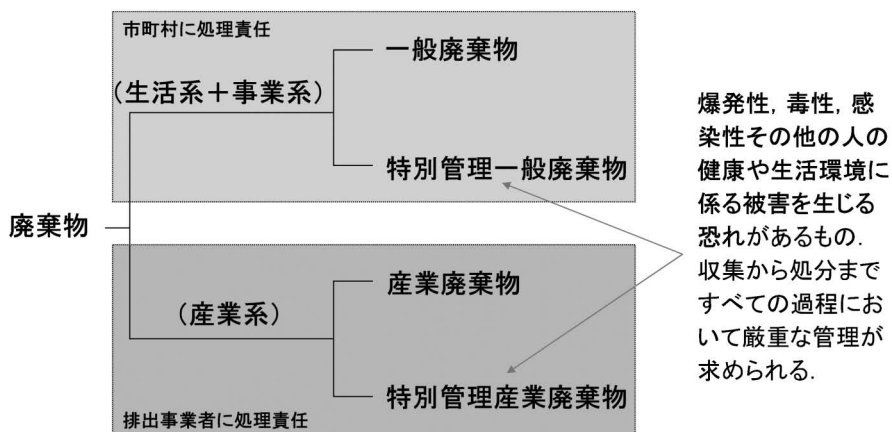 市町村に処理責任
一般廃棄物
(生活系+事業系)
特別管理一般廃棄物
廃棄物
産業廃棄物
(産業系)
特別管理産業廃棄物
排出事業者に処理責任
爆発性,毒性,感
染性その他の人の
健康や生活環境に
係る被害を生じる
恐れがあるもの.
収集から処分まで
すべての過程にお
いて厳重な管理が
求められる.